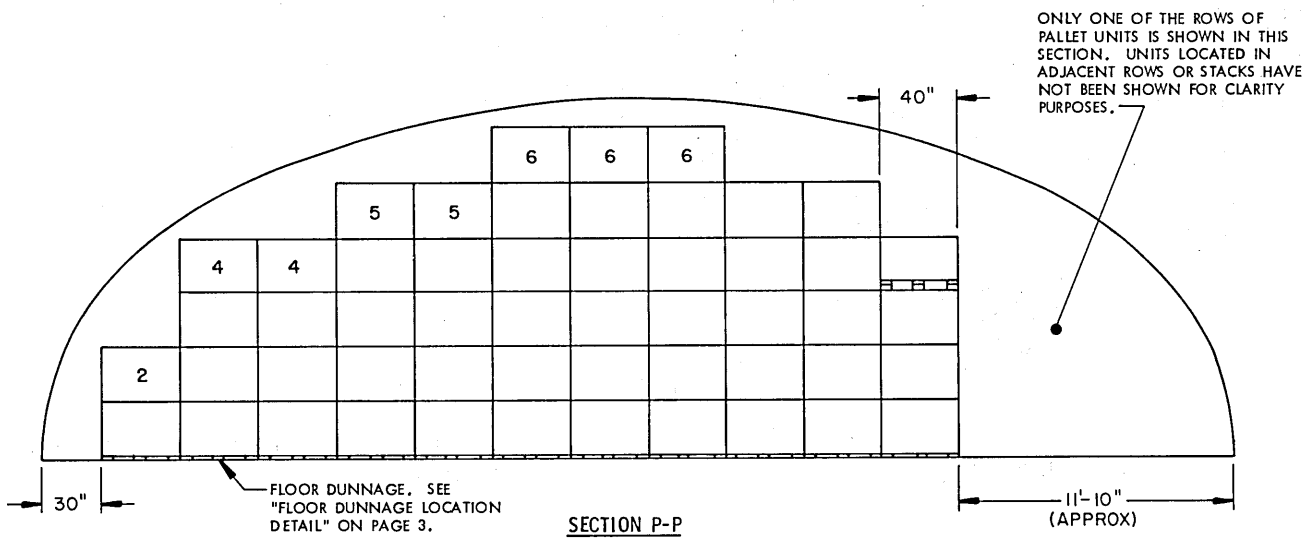 ONLY ONE OF THE ROWS OF
PALLET UNITS IS SHOWN IN THIS
SECTION. UNITS LOCATED IN
ADJACENT ROWS OR STACKS HAVE
NOT BEEN SHOWN FOR CLARITY
PURPOSES.
40"
6 6 6
5 5
4 4
2
30"
FLOOR DUNNAGE. SEE
"FLOOR DUNNAGE LOCATION
DETAIL" ON PAGE 3.
SECTION P-P
11'-10"
(APPROX)